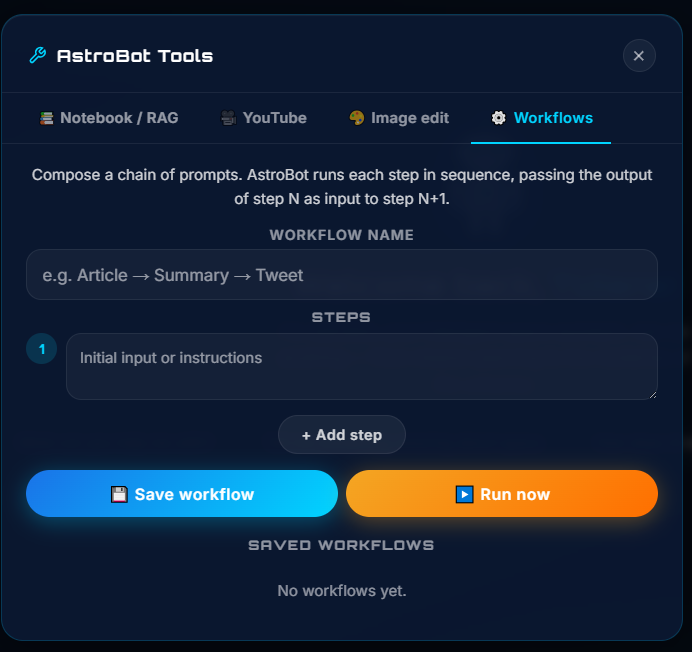 AstroBot Tools
Notebook / RAG
YouTube
Image edit
Workflows
Compose a chain of prompts. AstroBot runs each step in sequence, passing the output
of step N as input to step N+1.
WORKFLOW NAME
e.g. Article → Summary → Tweet
STEPS
1
Initial input or instructions
+ Add step
Save workflow
Run now
SAVED WORKFLOWS
No workflows yet.